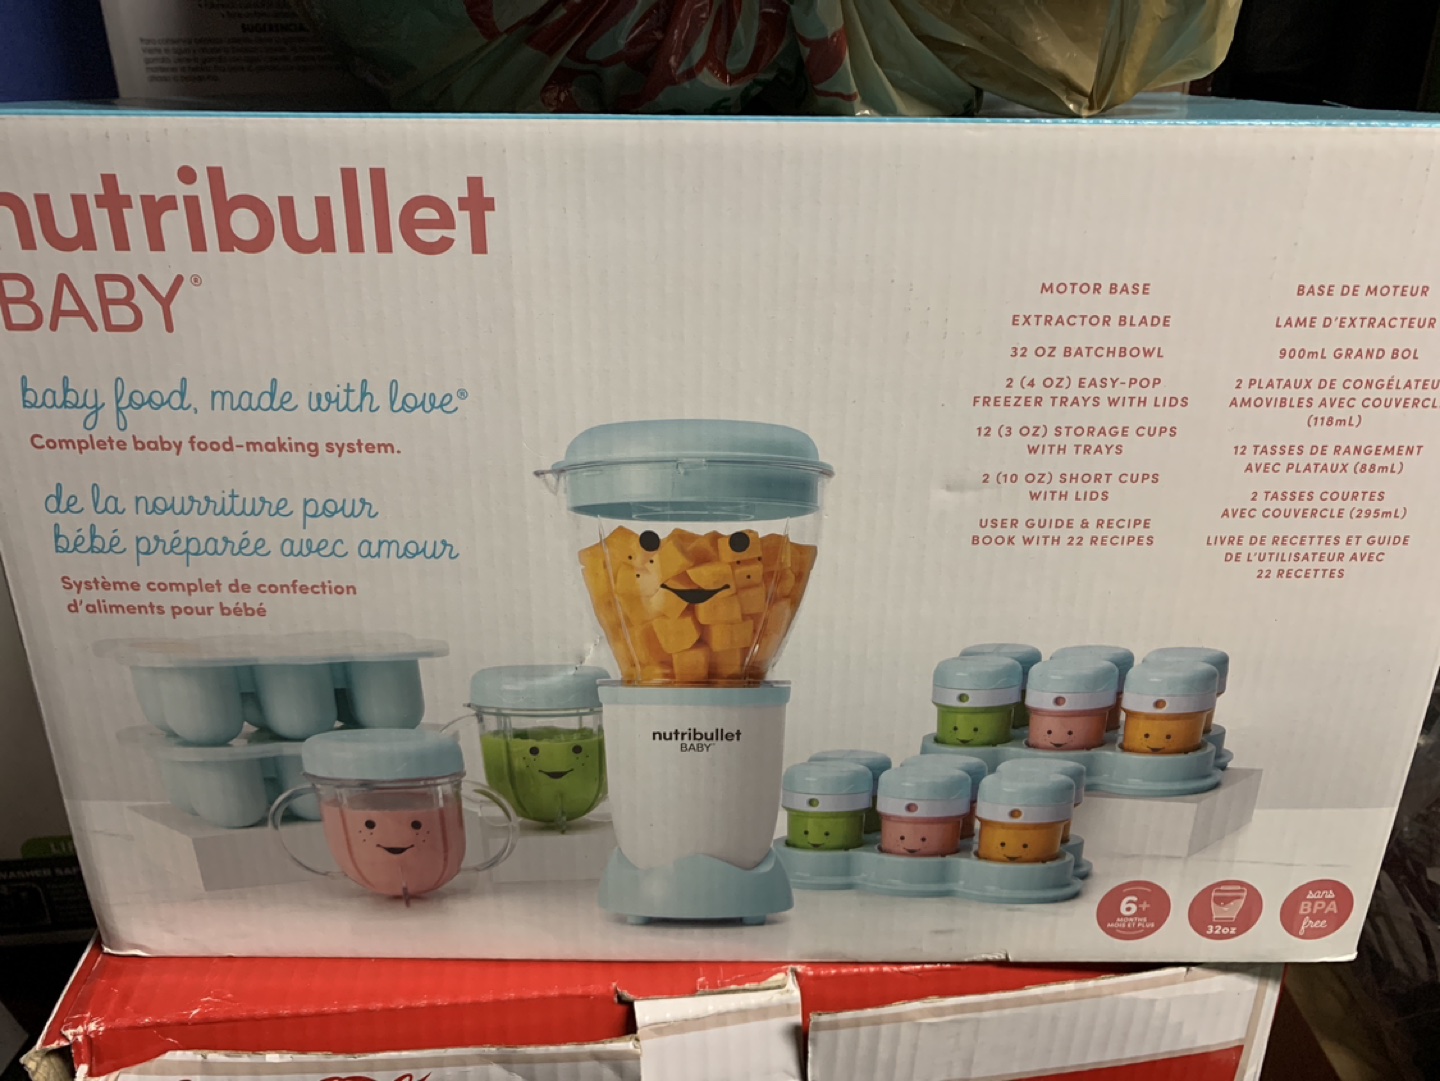 nutribullet
BABY®
baby food, made with love®
Complete baby food-making system.
de la nourriture pour
bébé préparée avec amour
Système complet de confection
d'aliments pour bébé
MOTOR BASE
EXTRACTOR BLADE
32 OZ BATCHBOWL
2 (4 OZ) EASY-POP
FREEZER TRAYS WITH LIDS
12 (3 OZ) STORAGE CUPS
WITH TRAYS
2 (10 OZ) SHORT CUPS
WITH LIDS
USER GUIDE & RECIPE
BOOK WITH 22 RECIPES
BASE DE MOTEUR
LAME D'EXTRACTEUR
900mL GRAND BOL
2 PLATAUX DE CONGÉLATEU
AMOVIBLES AVEC COUVERCL
(118mL)
12 TASSES DE RANGEMENT
AVEC PLATAUX (88mL)
2 TASSES COURTES
AVEC COUVERCLE (295mL)
LIVRE DE RECETTES ET GUIDE
DE L'UTILISATEUR AVEC
22 RECETTES
nutribullet
BABY™
6+
MONTHS
MOIS ET PLUS
32oz
sans
BPA
free